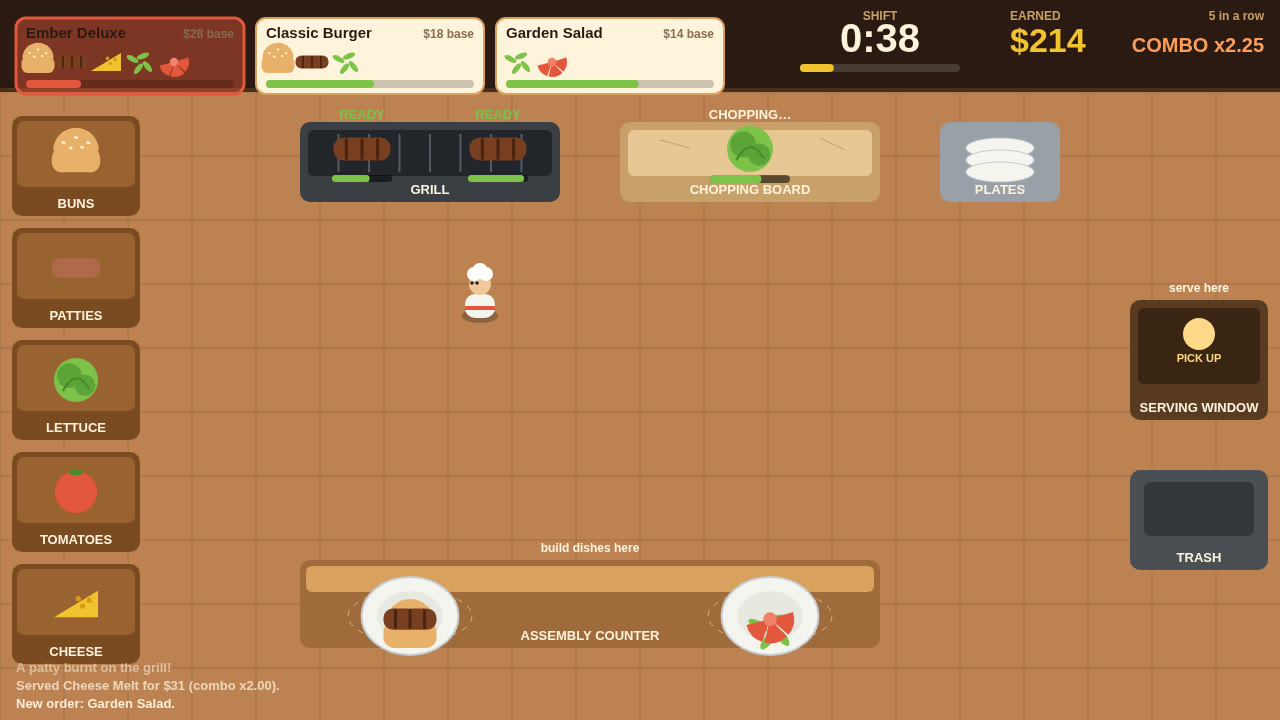 Ember Deluxe
$28 base
Classic Burger
$18 base
Garden Salad
$14 base
SHIFT
0:38
EARNED
$214
5 in a row
COMBO x2.25
READY
READY
GRILL
CHOPPING…
CHOPPING BOARD
PLATES
BUNS
PATTIES
LETTUCE
TOMATOES
CHEESE
serve here
PICK UP
SERVING WINDOW
TRASH
build dishes here
ASSEMBLY COUNTER
A patty burnt on the grill!
Served Cheese Melt for $31 (combo x2.00).
New order: Garden Salad.